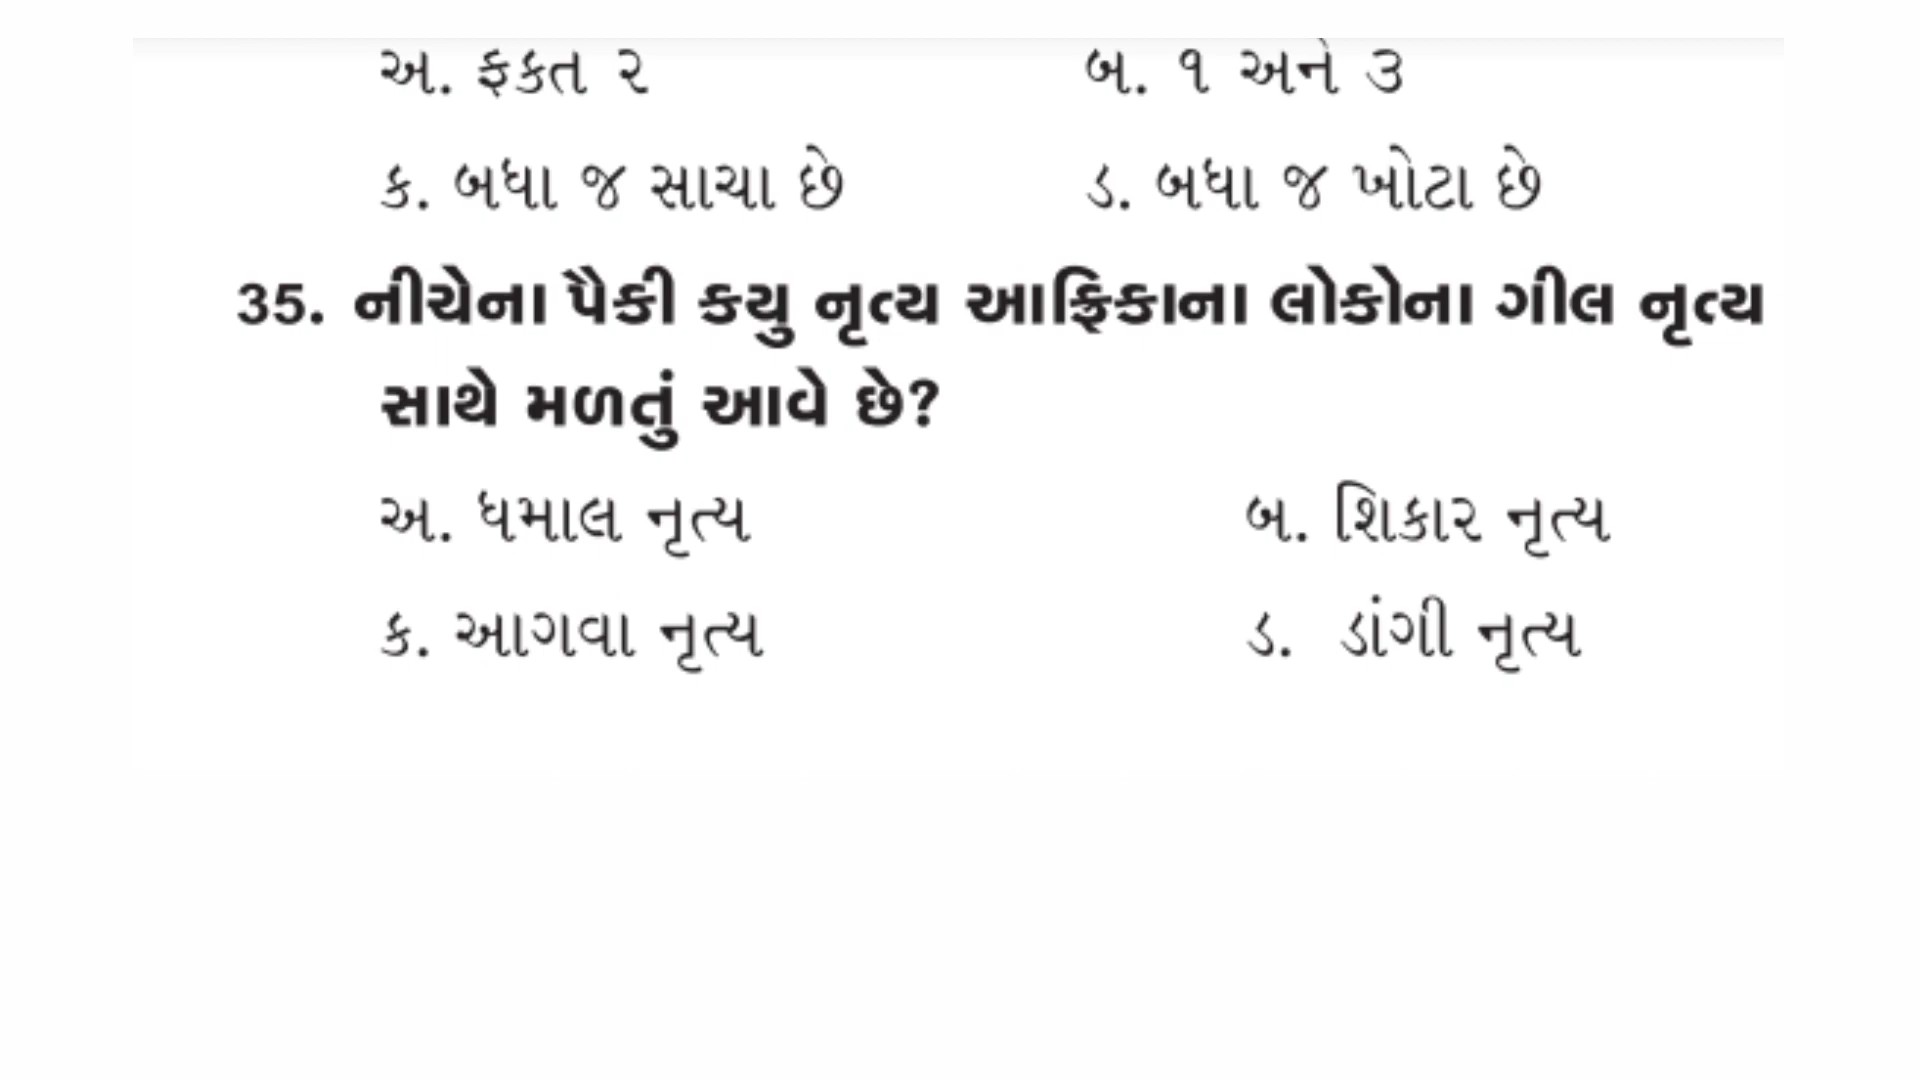 અ. ફકત ૨ બ. ૧ અને ૩
ક. બધા જ સાચા છે ડ. બધા જ ખોટા છે
35. નીચેના પૈકી કયુ નૃત્ય આફ્રિકાના લોકોના ગીલ નૃત્ય
સાથે મળતું આવે છે?
અ. ધમાલ નૃત્ય બ. શિકાર નૃત્ય
ક. આગવા નૃત્ય ડ. ડાંગી નૃત્ય